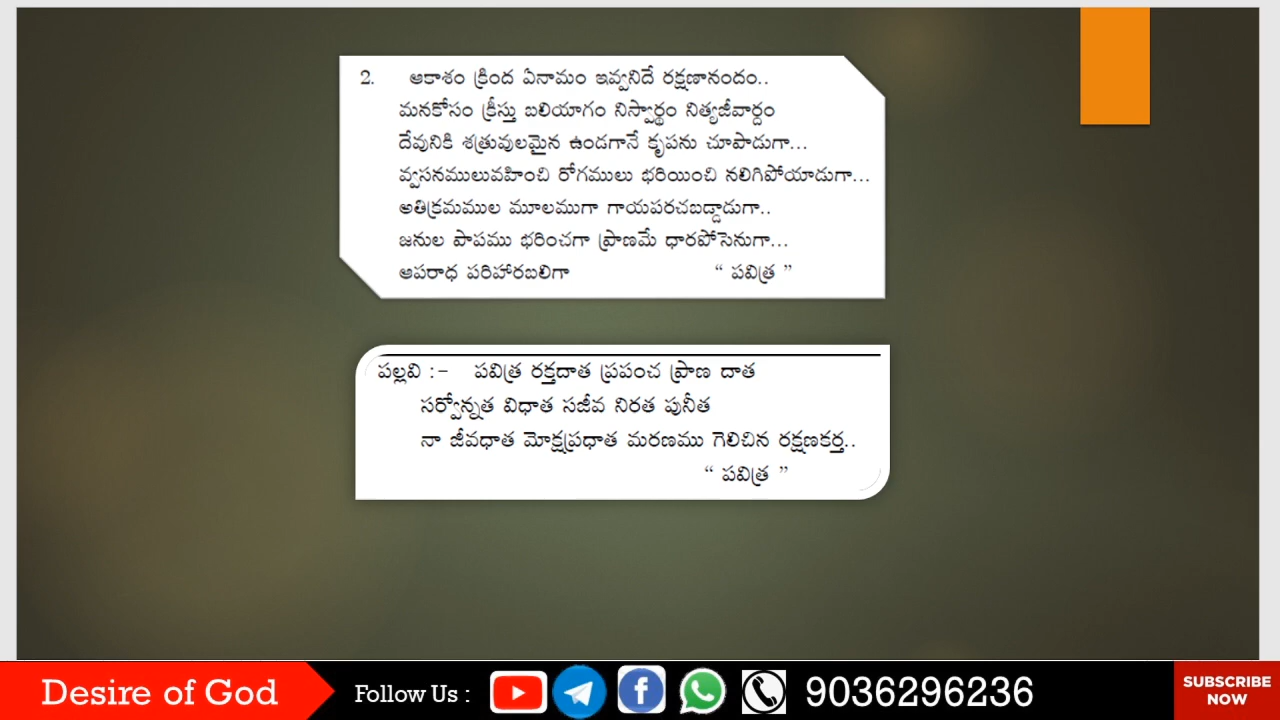 2. ఆకాశం క్రింద ఏనామం ఇవ్వనిదే రక్షణానందం..
మనకోసం క్రీస్తు బలియాగం నిస్వార్థం నిత్యజీవార్దం
దేవునికి శత్రువులమైన ఉండగానే కృపను చూపాడుగా...
వ్వసనములువహించి రోగములు భరియించి నలిగిపోయాడుగా...
అతిక్రమముల మూలముగా గాయపరచబడ్డాడుగా..
జనుల పాపము భరించగా ప్రాణమే ధారపోసెనుగా...
ఆపరాధ పరిహారబలిగా “ పవిత్ర ”
పల్లవి :- పవిత్ర రక్తదాత ప్రపంచ ప్రాణ దాత
సర్వోన్నత విధాత సజీవ నిరత పునీత
నా జీవధాత మోక్షప్రధాత మరణము గెలిచిన రక్షణకర్త..
“ పవిత్ర ”
Desire of God Follow Us : 9036296236 SUBSCRIBE
NOW